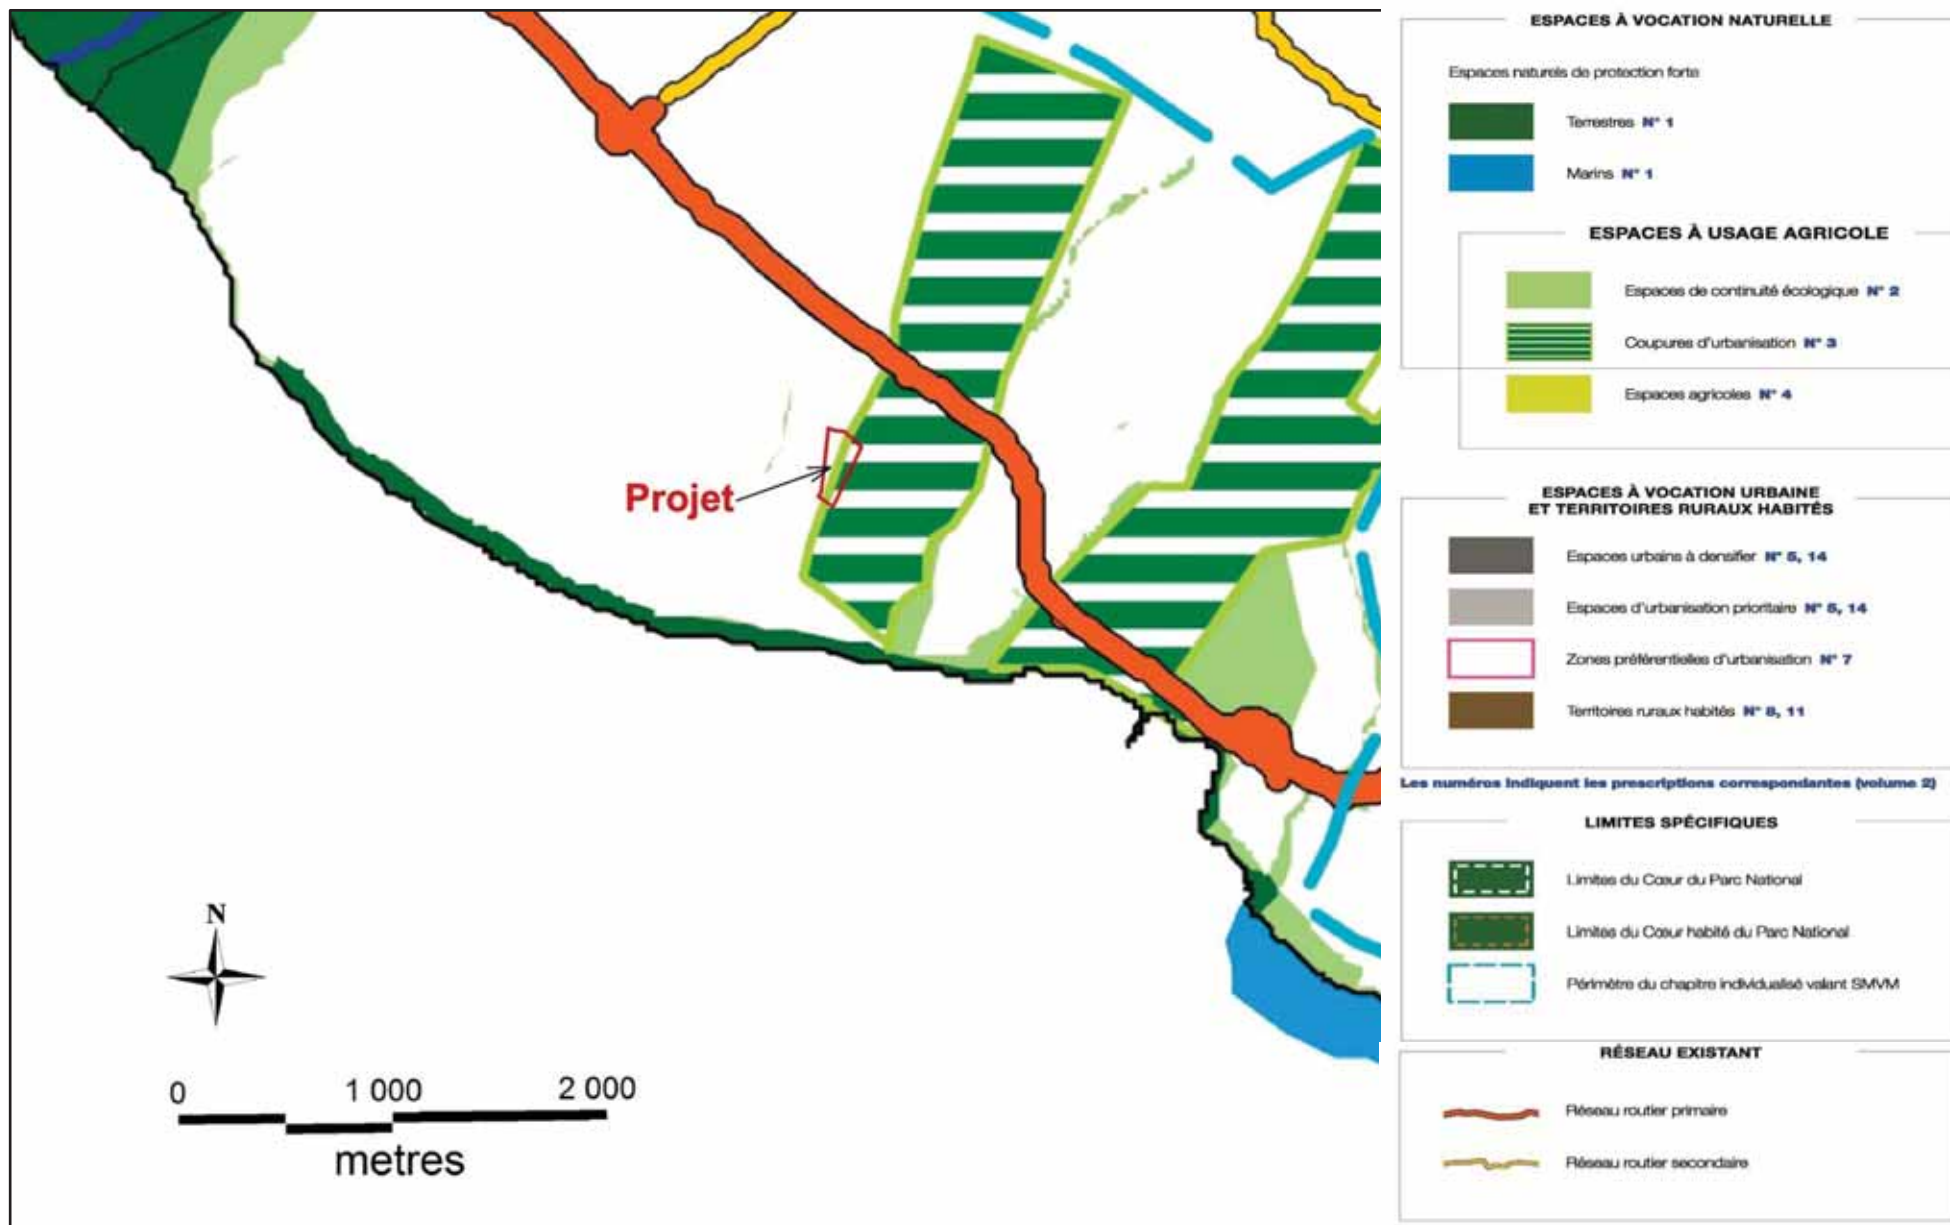 Projet
N
0 1 000 2 000
metres
ESPACES À VOCATION NATURELLE
Espaces naturels de protection forte
Terrestres N° 1
Marins N° 1
ESPACES À USAGE AGRICOLE
Espaces de continuité écologique N° 2
Coupures d'urbanisation N° 3
Espaces agricoles N° 4
ESPACES À VOCATION URBAINE
ET TERRITOIRES RURAUX HABITÉS
Espaces urbains à densifier N° 5, 14
Espaces d'urbanisation prioritaire N° 5, 14
Zones préférentielles d'urbanisation N° 7
Territoires ruraux habités N° 8, 11
Les numéros indiquent les prescriptions correspondantes (volume 2)
LIMITES SPÉCIFIQUES
Limites du Cœur du Parc National
Limites du Cœur habité du Parc National
Périmètre du chapitre individualisé valant SMVM
RÉSEAU EXISTANT
Réseau routier primaire
Réseau routier secondaire